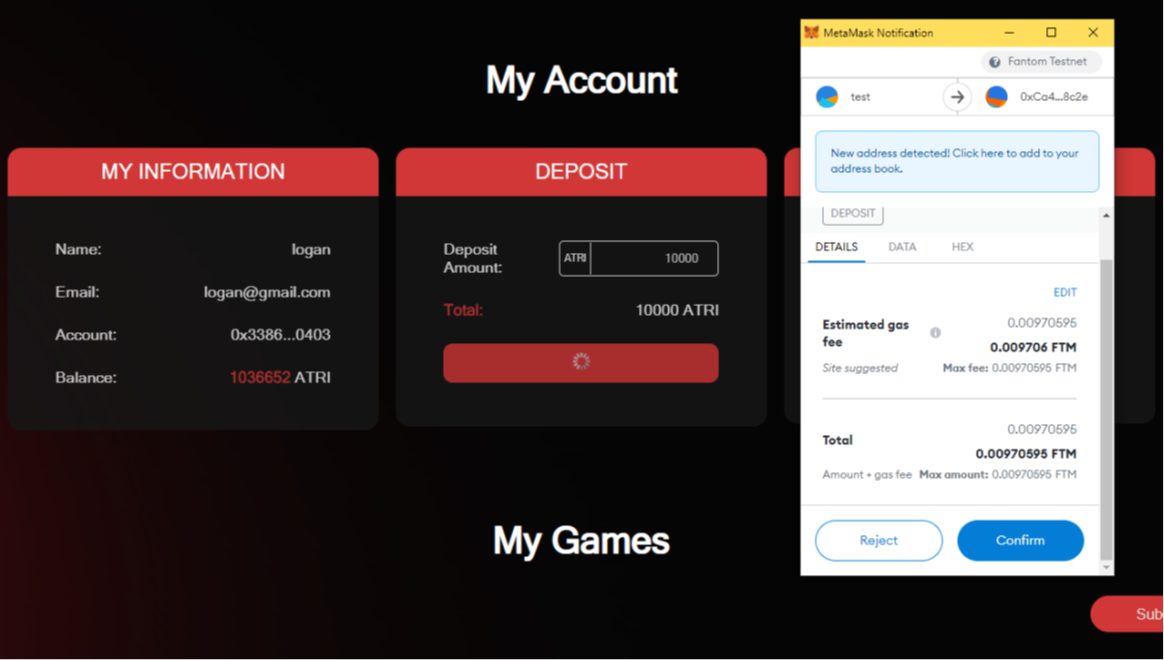 My Account
MY INFORMATION
Name: logan
Email: logan@gmail.com
Account: 0x3386...0403
Balance: 1036652 ATRI
DEPOSIT
Deposit
Amount:
ATRI 10000
Total: 10000 ATRI
My Games
MetaMask Notification
Fantom Testnet
test 0xCa4...8c2e
New address detected! Click here to add to your
address book.
DEPOSIT
DETAILS DATA HEX
EDIT
Estimated gas
fee
0.00970595
0.009706 FTM
Site suggested Max fee: 0.00970595 FTM
0.00970595
Total
0.00970595 FTM
Amount + gas fee Max amount: 0.00970595 FTM
Reject Confirm
Sub